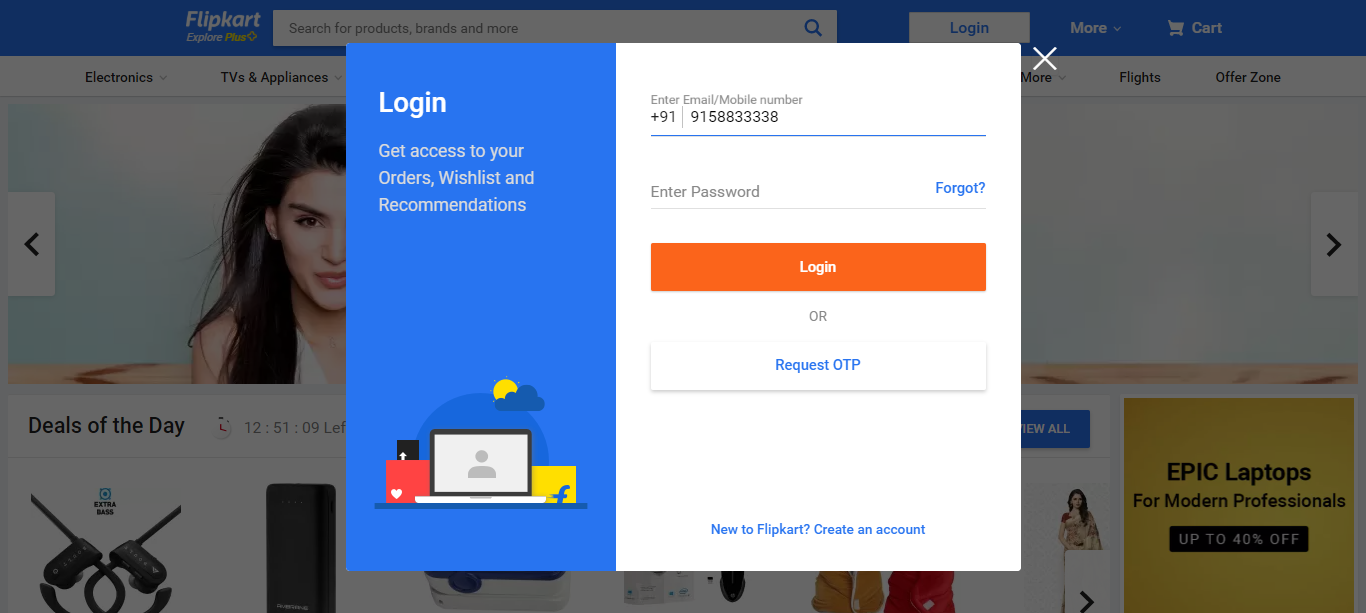 Flipkart
Explore Plus
Search for products, brands and more
Login
More
Cart
Electronics
TVs & Appliances
More
Flights
Offer Zone
Login
Get access to your
Orders, Wishlist and
Recommendations
Enter Email/Mobile number
+91 9158833338
Enter Password
Forgot?
Login
OR
Request OTP
New to Flipkart? Create an account
Deals of the Day
12 : 51 : 09 Lef
VIEW ALL
EXTRA
BASS
EPIC Laptops
For Modern Professionals
UP TO 40% OFF